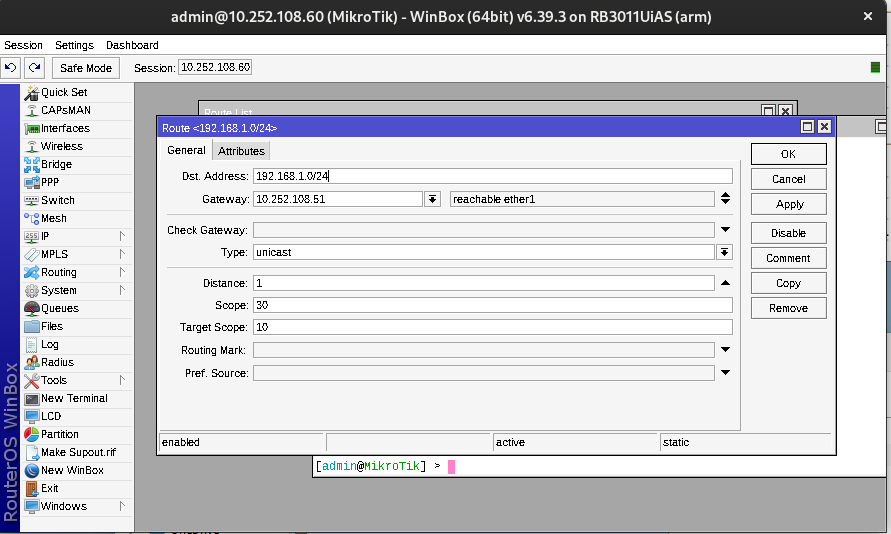 admin@10.252.108.60 (MikroTik) - WinBox (64bit) v6.39.3 on RB3011UiAS (arm)
Session Settings Dashboard
Safe Mode Session: 10.252.108.60
Quick Set
CAPsMAN
Interfaces
Wireless
Bridge
PPP
Switch
Mesh
IP
MPLS
Routing
System
Queues
Files
Log
Radius
Tools
New Terminal
LCD
Partition
Make Supout.rif
New WinBox
Exit
Windows
RouterOS WinBox
Route List
Route <192.168.1.0/24>
General Attributes
Dst. Address: 192.168.1.0/24
Gateway: 10.252.108.51 reachable ether1
Check Gateway:
Type: unicast
Distance: 1
Scope: 30
Target Scope: 10
Routing Mark:
Pref. Source:
OK
Cancel
Apply
Disable
Comment
Copy
Remove
enabled active static
[admin@MikroTik] >